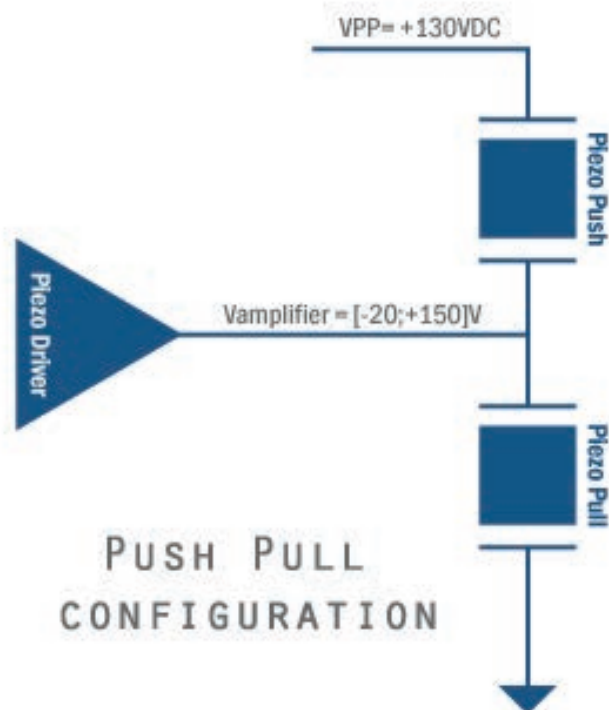 VPP= +130VDC
Piezo Push
Piezo Driver
Vamplifier = [-20;+150]V
Piezo Pull
PUSH PULL
CONFIGURATION